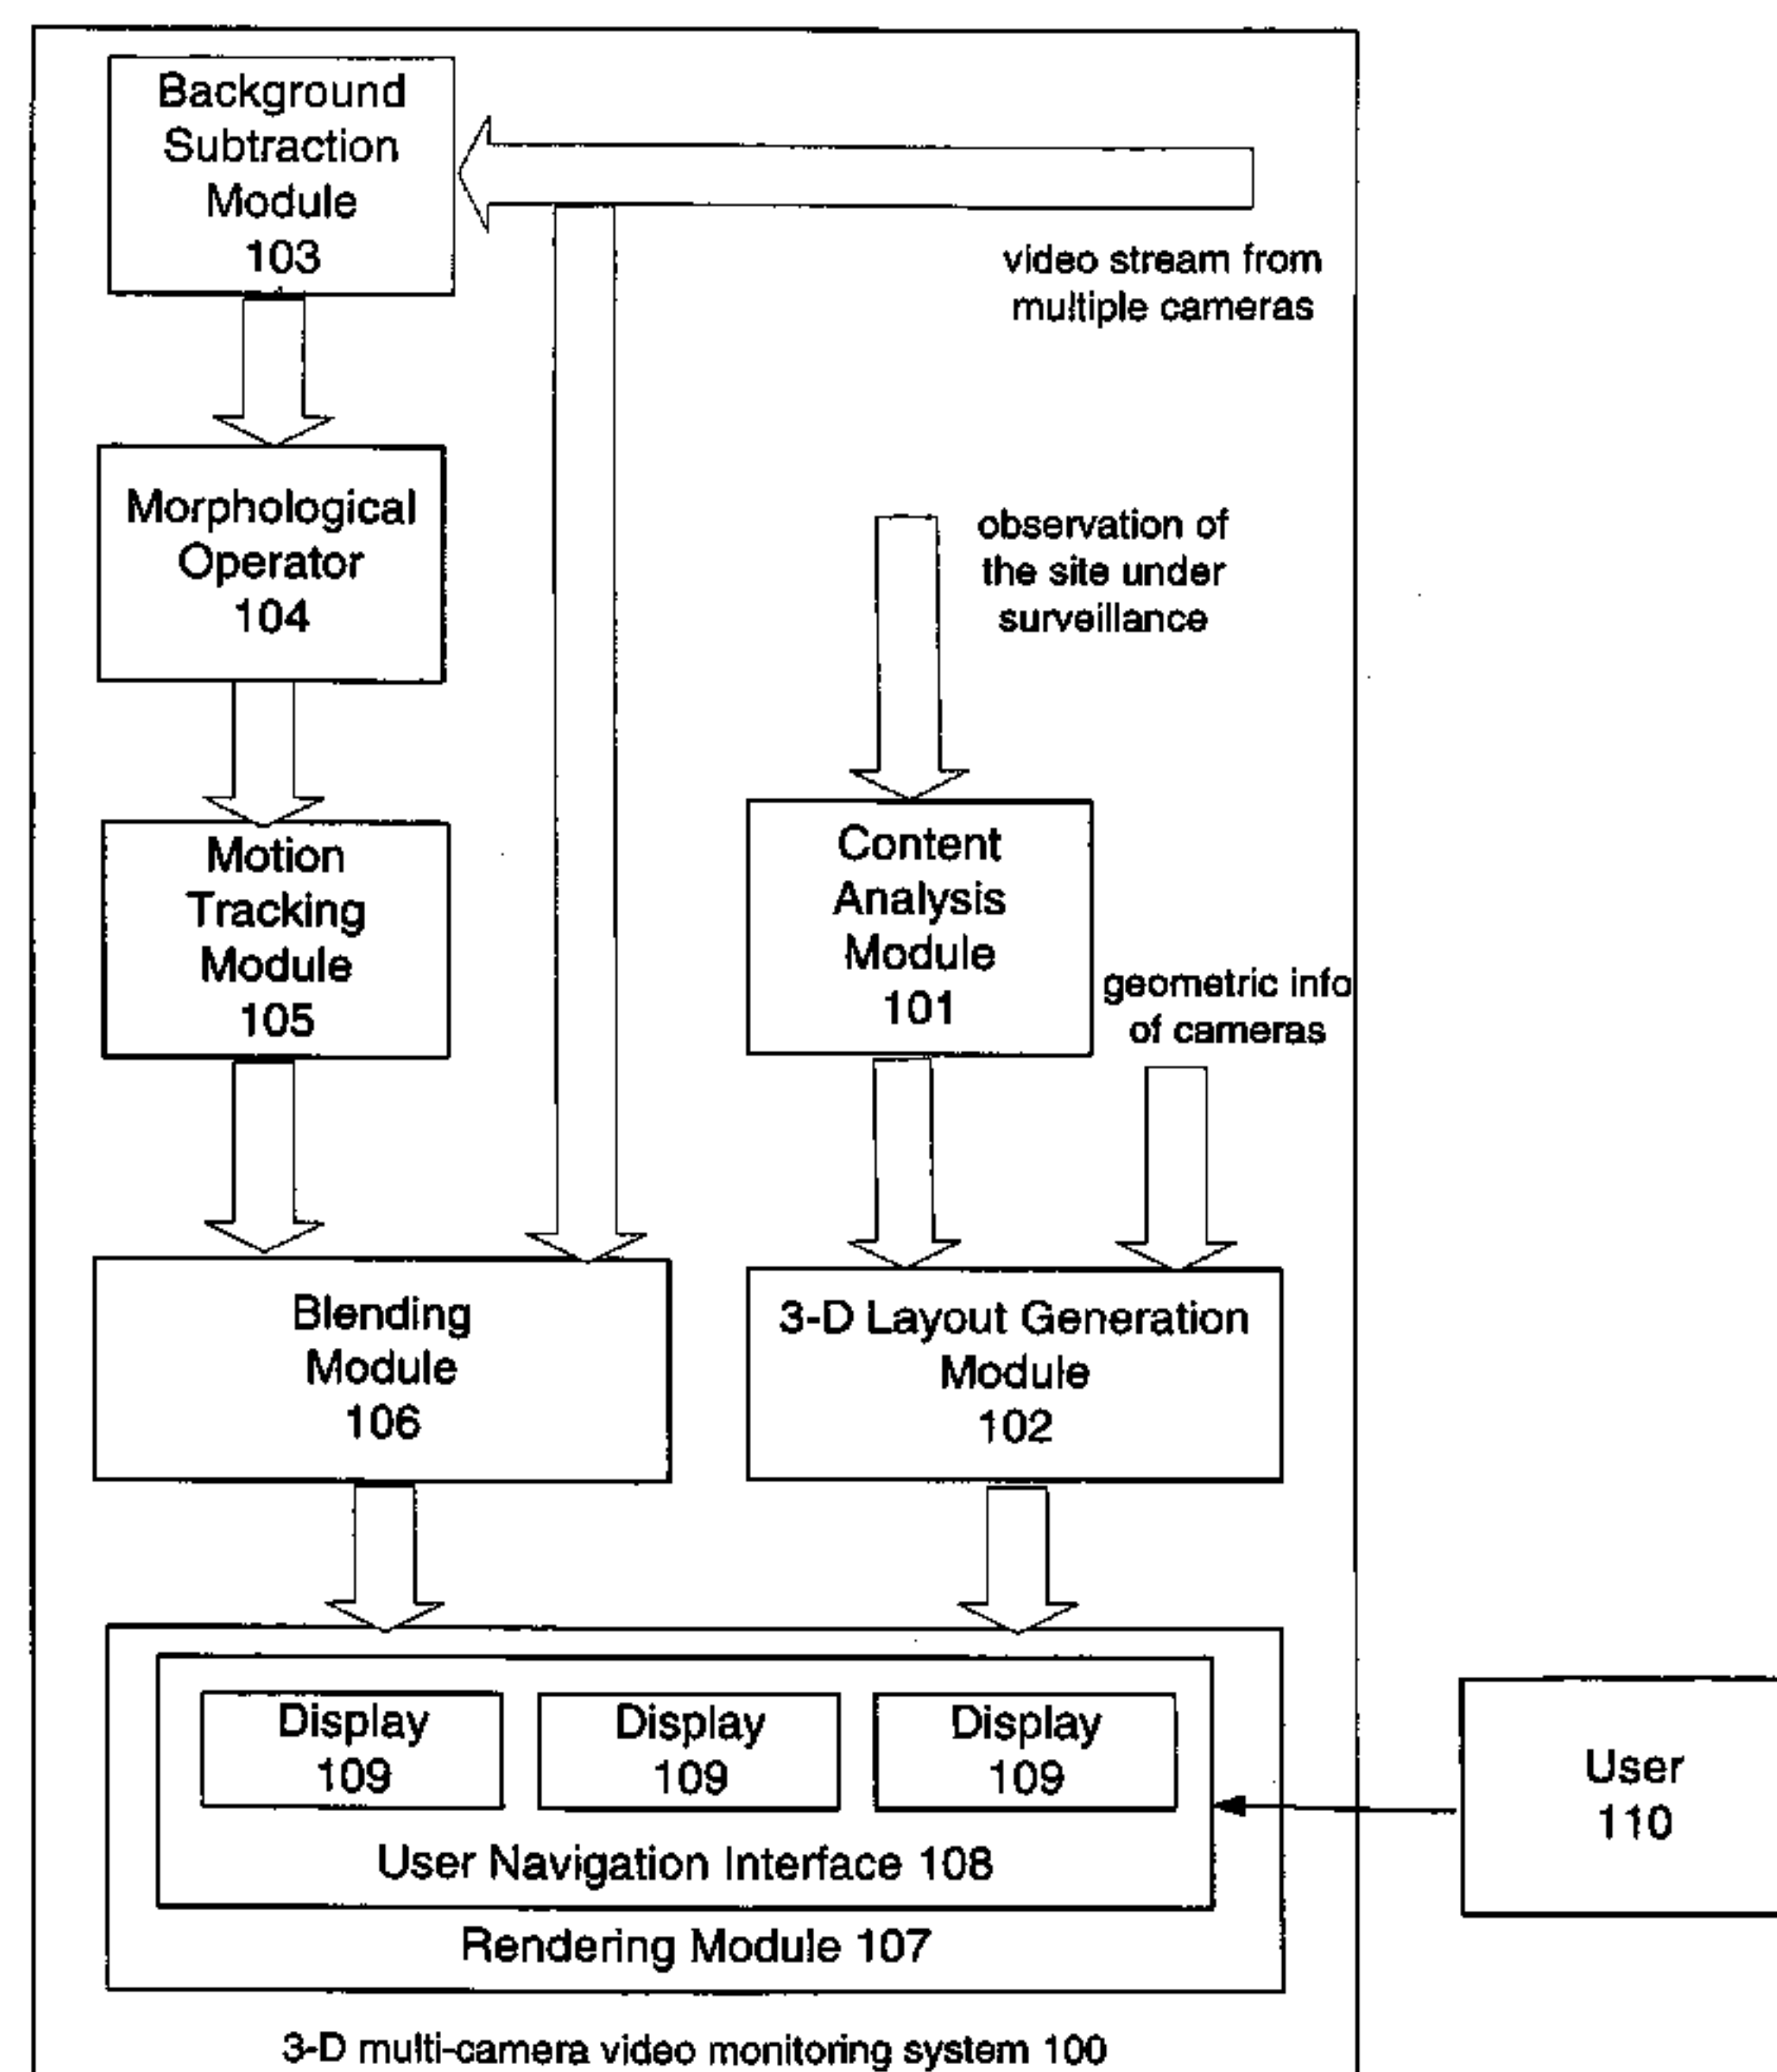 Background
Subtraction
Module
103
video stream from
multiple cameras
Morphological
Operator
104
observation of
the site under
surveillance
Motion
Tracking
Module
105
Content
Analysis
Module
101
geometric info
of cameras
Blending
Module
106
3-D Layout Generation
Module
102
Display
109
Display
109
Display
109
User Navigation Interface 108
Rendering Module 107
User
110
3-D multi-camera video monitoring system 100